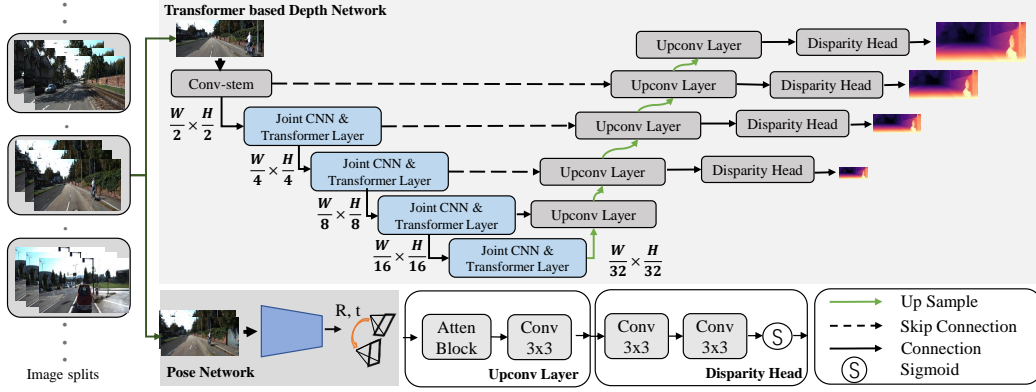 Transformer based Depth Network
Conv-stem
Upconv Layer
Disparity Head
Upconv Layer
Disparity Head
W/2 × H/2
Joint CNN &
Transformer Layer
Upconv Layer
Disparity Head
W/4 × H/4
Joint CNN &
Transformer Layer
Upconv Layer
Disparity Head
W/8 × H/8
Joint CNN &
Transformer Layer
Upconv Layer
W/16 × H/16
Joint CNN &
Transformer Layer
W/32 × H/32
Image splits
R, t
Pose Network
Atten
Block
Conv
3x3
Upconv Layer
Conv
3x3
Conv
3x3
S
Disparity Head
Up Sample
Skip Connection
Connection
S
Sigmoid